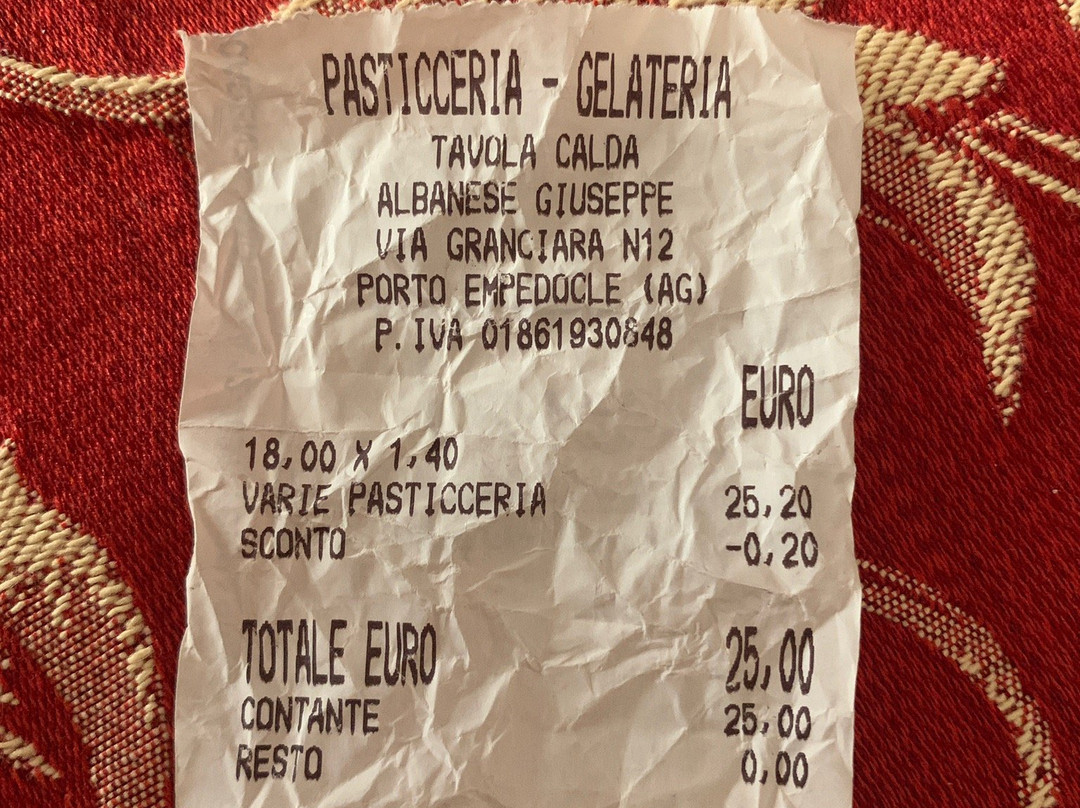 PASTICCERIA - GELATERIA
TAVOLA CALDA
ALBANESE GIUSEPPE
VIA GRANCIARA N12
PORTO EMPEDOCLE (AG)
P.IVA 01861930848
EURO
18,00 X 1,40
VARIE PASTICCERIA 25,20
SCONTO -0,20
TOTALE EURO 25,00
CONTANTE 25,00
RESTO 0,00